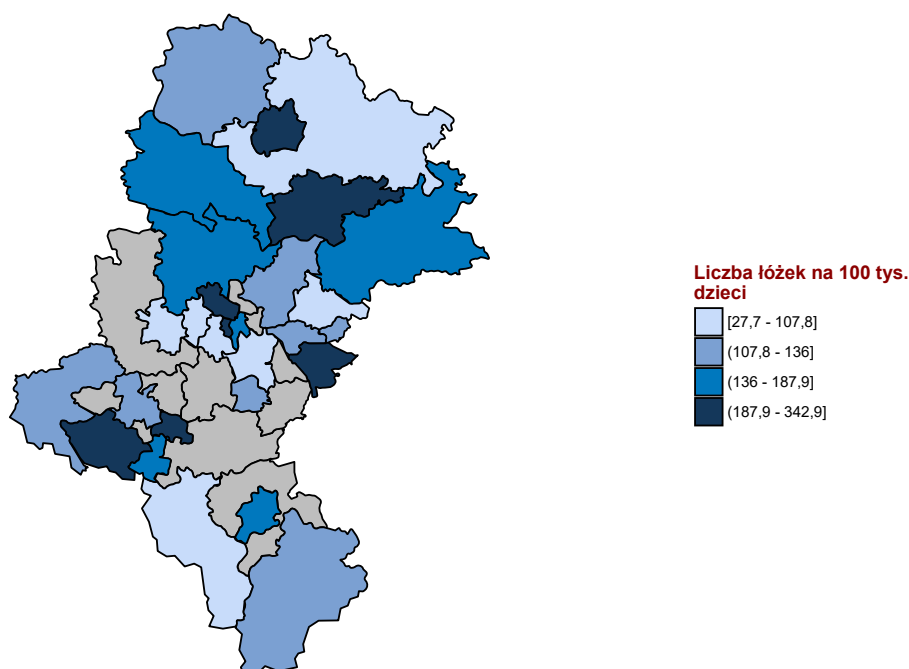 Liczba łóżek na 100 tys.
dzieci
[27,7 - 107,8]
(107,8 - 136]
(136 - 187,9]
(187,9 - 342,9]